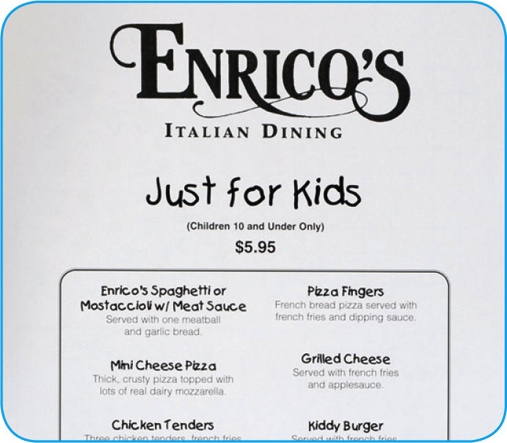 ENRICO'S
ITALIAN DINING
Just for Kids
(Children 10 and Under Only)
$5.95
Enrico's Spaghetti or
Mostaccioli w/ Meat Sauce
Served with one meatball
and garlic bread.
Mini Cheese Pizza
Thick, crusty pizza topped with
lots of real dairy mozzarella.
Chicken Tenders
Three chicken tenders, french fries
Pizza Fingers
French bread pizza served with
french fries and dipping sauce.
Grilled Cheese
Served with french fries
and applesauce.
Kiddy Burger
Served with french fries